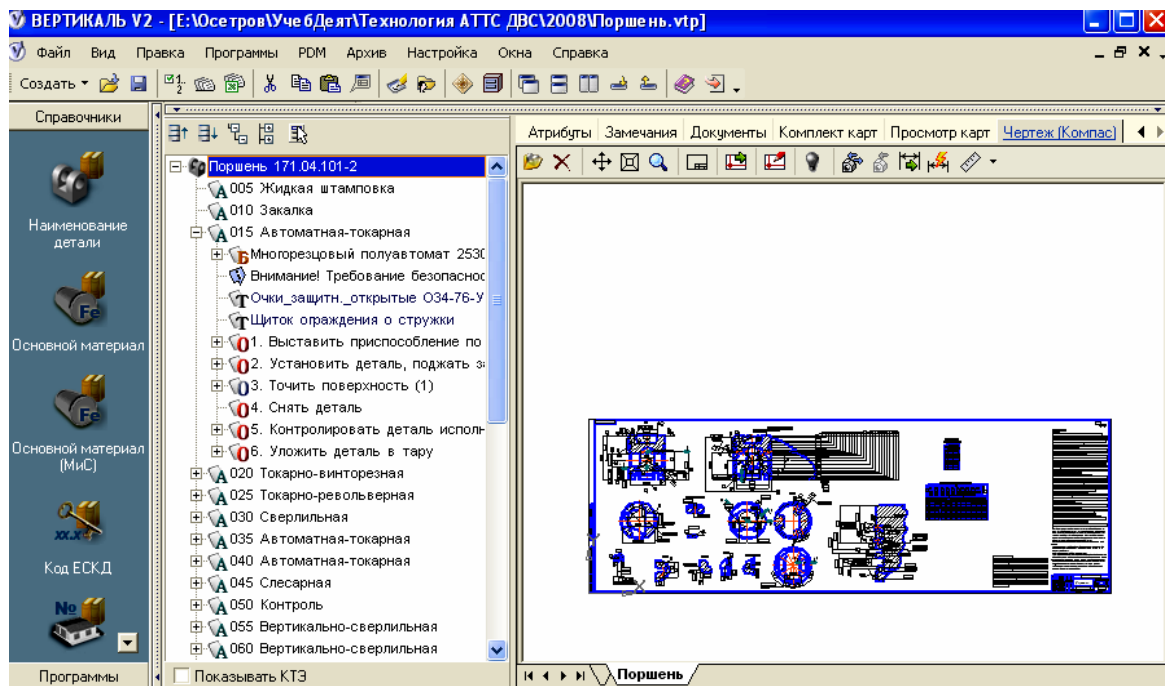 ВЕРТИКАЛЬ V2 - [E:\Осетров\УчебДеят\Технология АТТС ДВС\2008\Поршень.vtp]
Файл Вид Правка Программы PDM Архив Настройка Окна Справка
Создать
Справочники
Наименование
детали
Основной материал
Основной материал
(МиС)
Код ЕСКД
Программы
Поршень 171.04.101-2
005 Жидкая штамповка
010 Закалка
015 Автоматная-токарная
Многорезцовый полуавтомат 253
Внимание! Требование безопаснос
Очки_защитн._открытые О34-76-У
Щиток ограждения о стружки
1. Выставить приспособление по
2. Установить деталь, поджать
3. Точить поверхность (1)
4. Снять деталь
5. Контролировать деталь исполн
6. Уложить деталь в тару
020 Токарно-винторезная
025 Токарно-револьверная
030 Сверлильная
035 Автоматная-токарная
040 Автоматная-токарная
045 Слесарная
050 Контроль
055 Вертикально-сверлильная
060 Вертикально-сверлильная
Показывать КТЭ
Атрибуты Замечания Документы Комплект карт Просмотр карт Чертеж (Компас)
Поршень